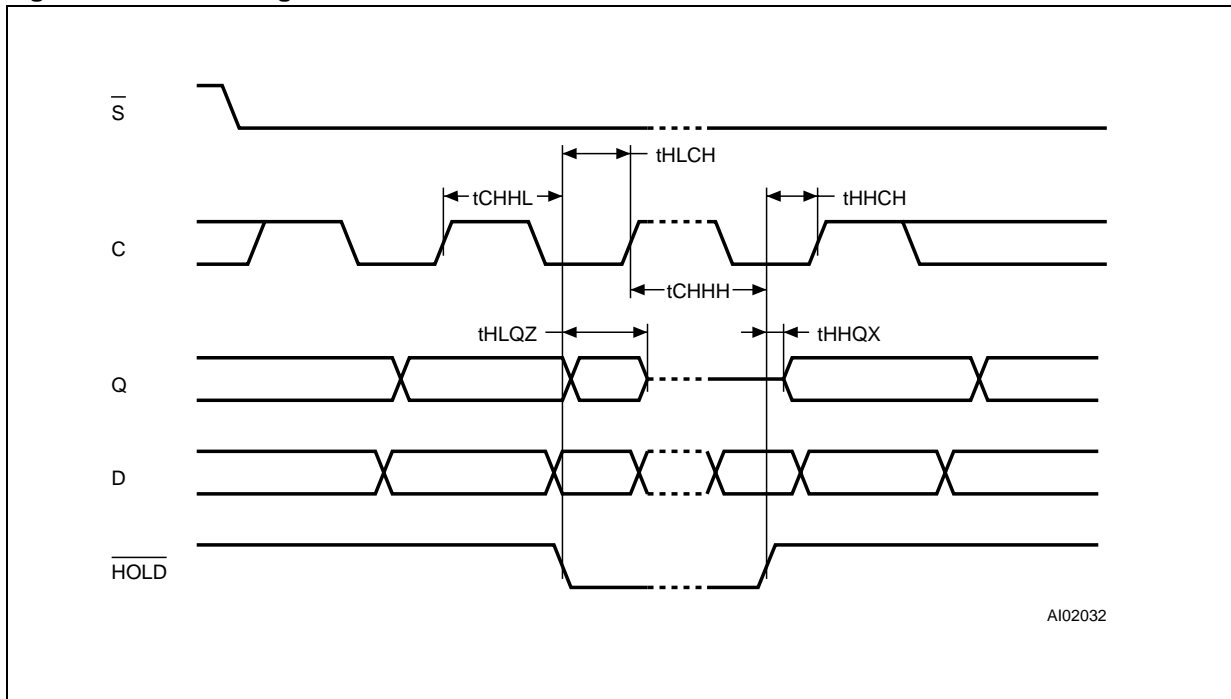 S
tHLCH
tCHHL
tHHCH
C
tCHHH
tHLQZ
tHHQX
Q
D
HOLD
AI02032